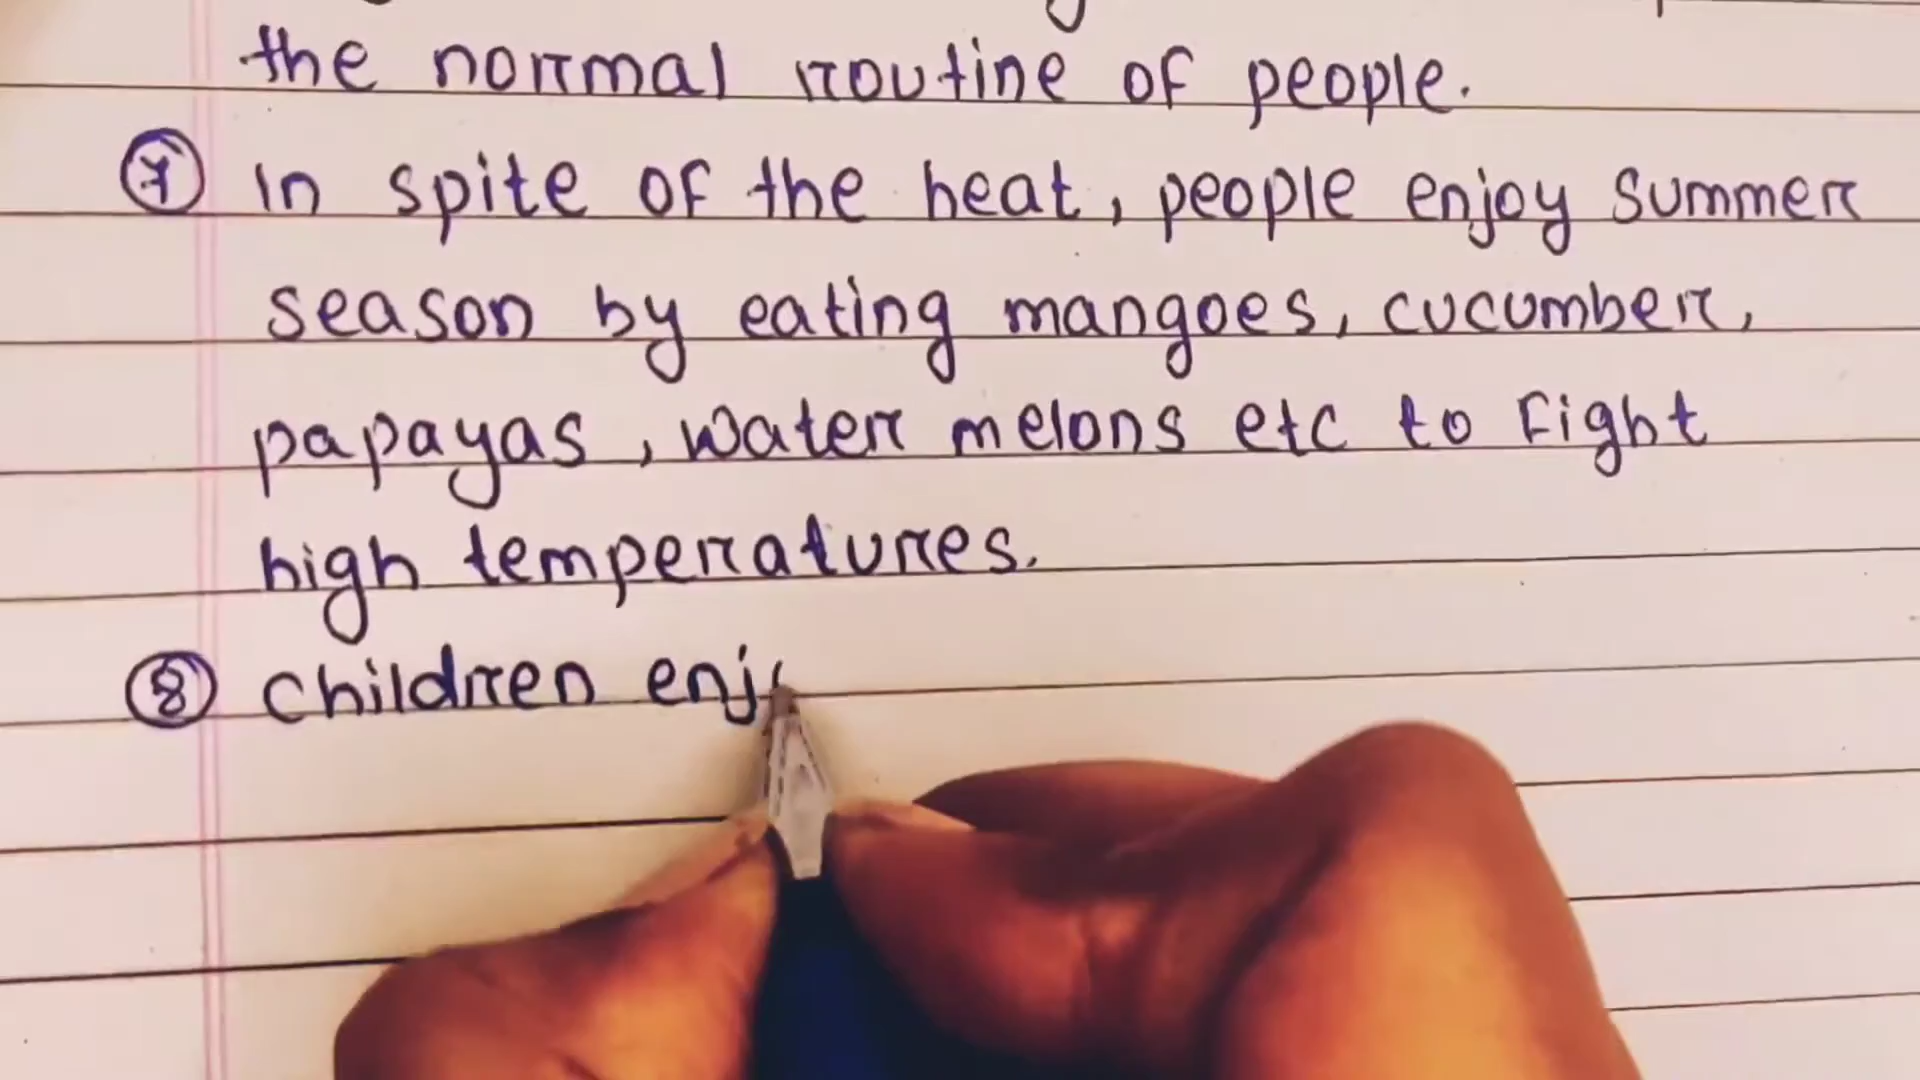 the normal routine of people.
7 In spite of the heat, people enjoy summer
season by eating mangoes, cucumber,
papayas, water melons etc to fight
high temperatures.
8 Children enj